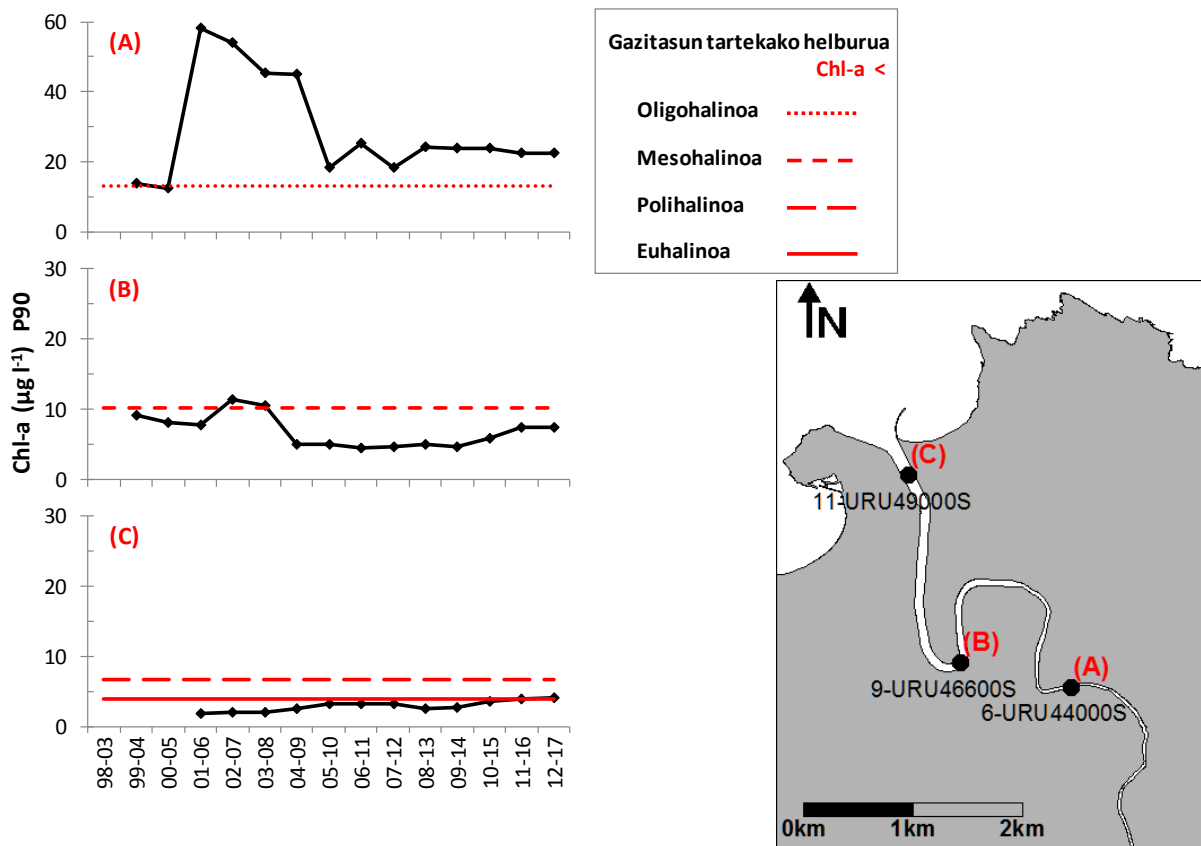 Chl-a (µg l-1) P90
(A)
60
40
20
0
(B)
30
20
10
0
(C)
30
20
10
0
98-03
99-04
00-05
01-06
02-07
03-08
04-09
05-10
06-11
07-12
08-13
09-14
10-15
11-16
12-17
Gazitasun tartekako helburua
Chl-a <
Oligohalinoa
Mesohalinoa
Polihalinoa
Euhalinoa
N
(C)
11-URU49000S
(B)
9-URU46600S
(A)
6-URU44000S
0km 1km 2km